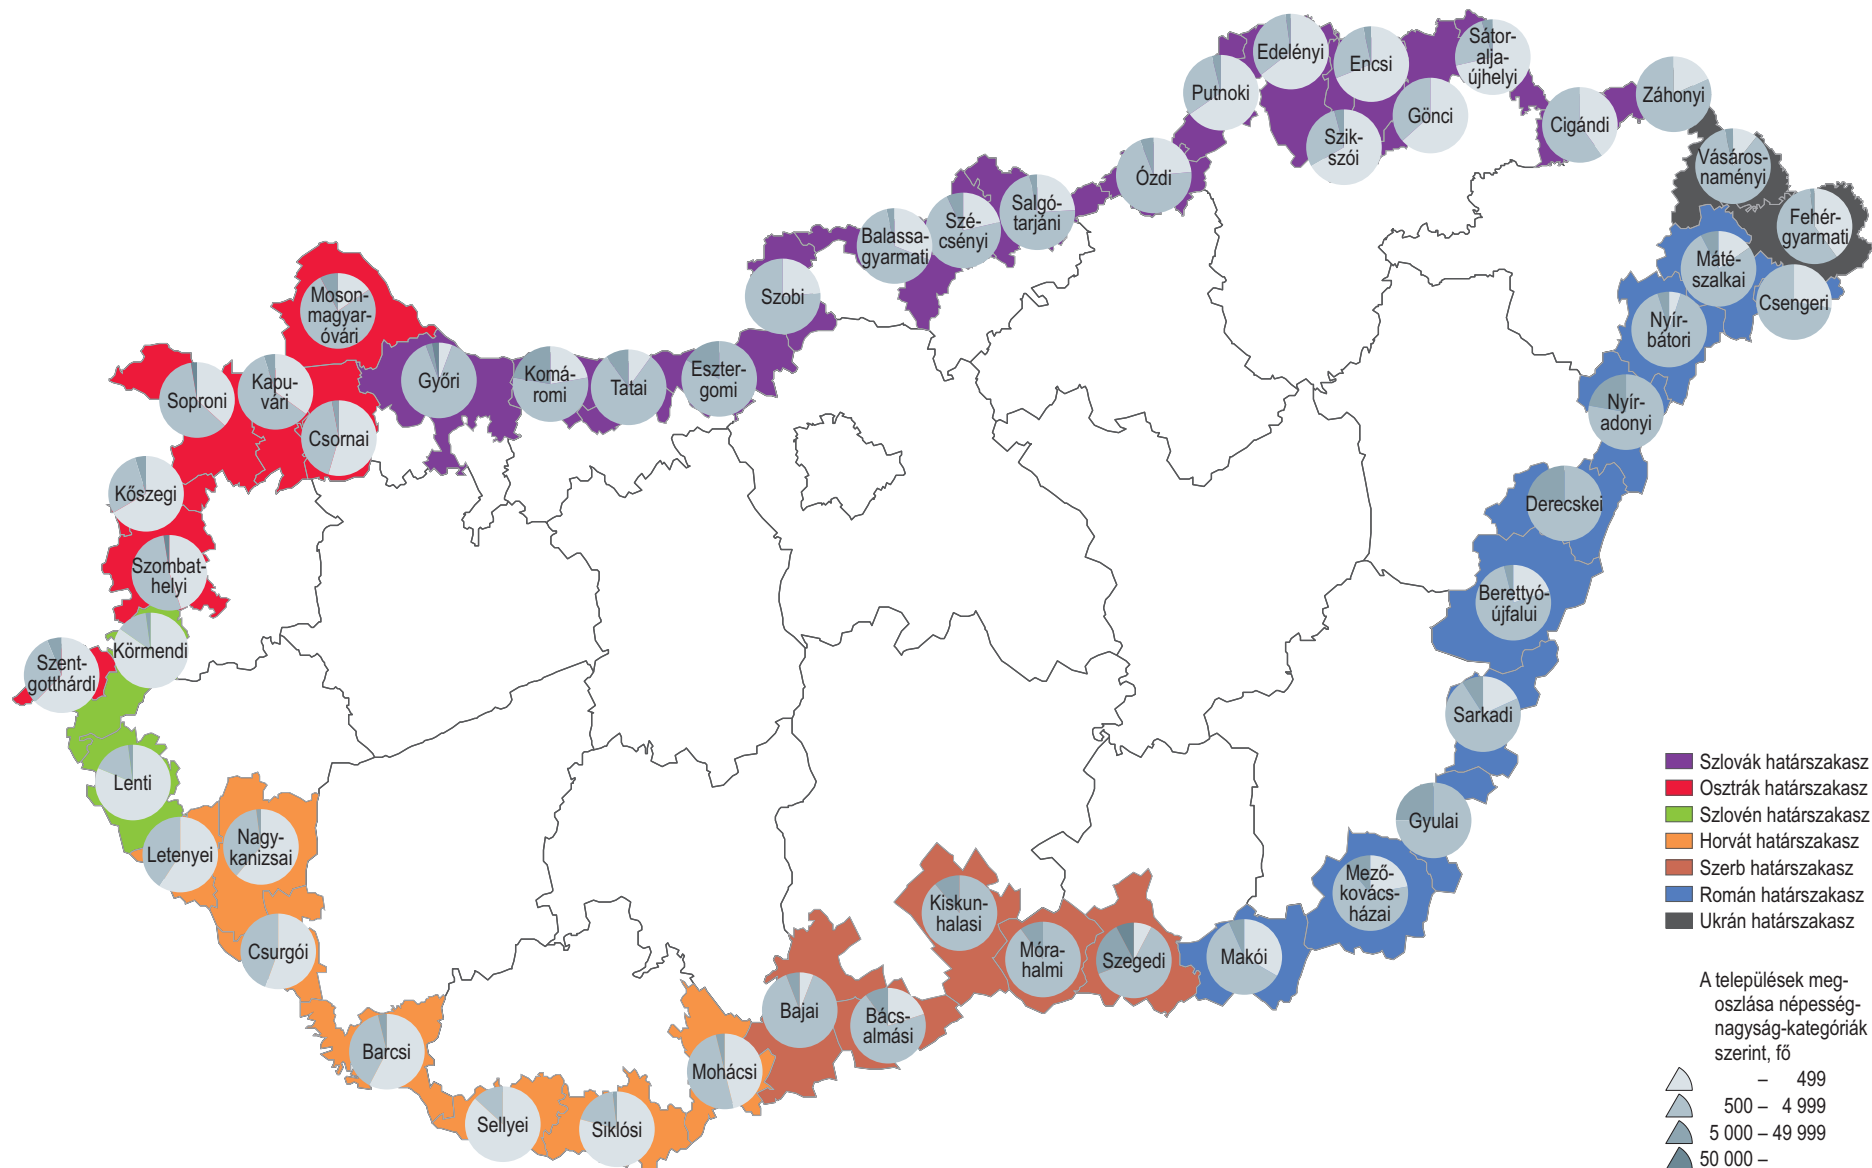 Edelényi
Encsi
Sátor-
alja-
újhelyi
Putnoki
Gönci
Szik-
szói
Cigándi
Záhonyi
Vásáros-
naményi
Fehér-
gyarmati
Máté-
szalkai
Csengeri
Nyír-
bátori
Nyír-
adonyi
Ózdi
Salgó-
tarjáni
Szé-
csényi
Balassa-
gyarmati
Szobi
Eszter-
gomi
Tatai
Komá-
romi
Győri
Moson-
magyar-
óvári
Kapu-
vári
Soproni
Csornai
Kőszegi
Szombat-
helyi
Körmendi
Szent-
gotthárdi
Lenti
Letenyei
Nagy-
kanizsai
Csurgói
Barcsi
Sellyei
Siklósi
Mohácsi
Bajai
Bács-
almási
Kiskun-
halasi
Móra-
halmi
Szegedi
Makói
Mező-
kovács-
házai
Gyulai
Sarkadi
Berettyó-
újfalui
Derecskei
Szlovák határszakasz
Osztrák határszakasz
Szlovén határszakasz
Horvát határszakasz
Szerb határszakasz
Román határszakasz
Ukrán határszakasz
A települések meg-
oszlása népesség-
nagyság-kategóriák
szerint, fő
– 499
500 – 4 999
5 000 – 49 999
50 000 –